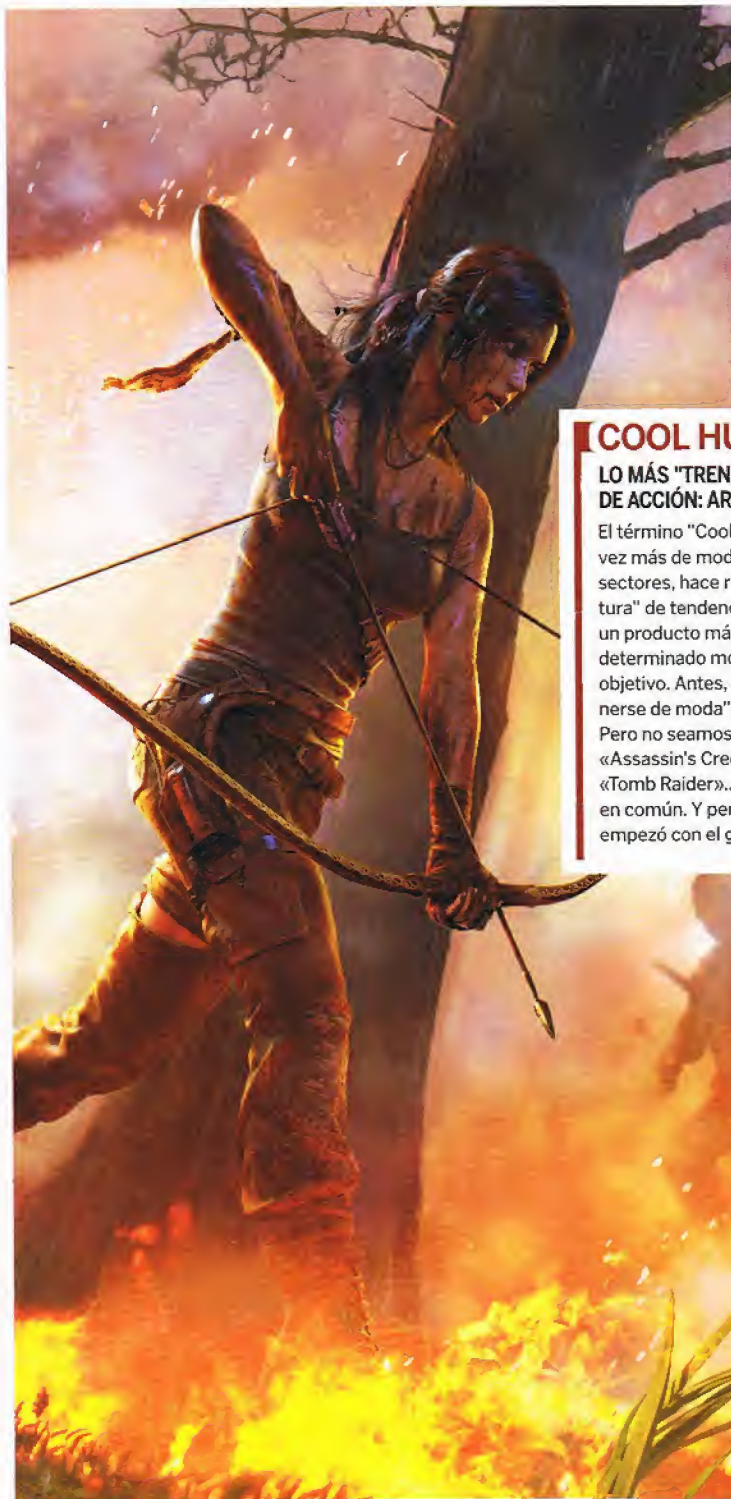 COOL HU
LO MÁS "TREN
DE ACCIÓN: AR
El término "Cool
vez más de mod
sectores, hace r
tura" de tendenc
un producto má
determinado mo
objetivo. Antes,
nerse de moda"
Pero no seamos
«Assassin's Cree
«Tomb Raider»..
en común. Y per
empezó con el g